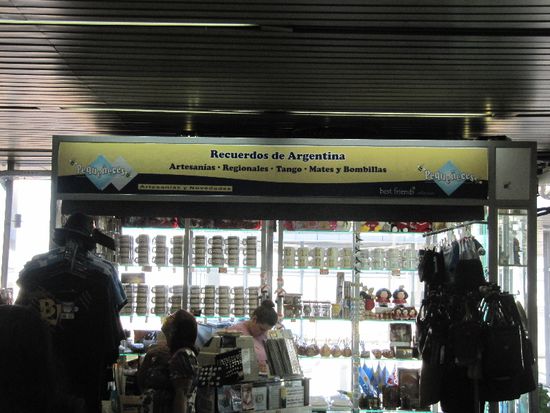 Recuerdos de Argentina
Artesanías • Regionales • Tango • Mates y Bombillas
Pequeñeces
Pequeñeces
Artesanías y Novedades
best friends
B